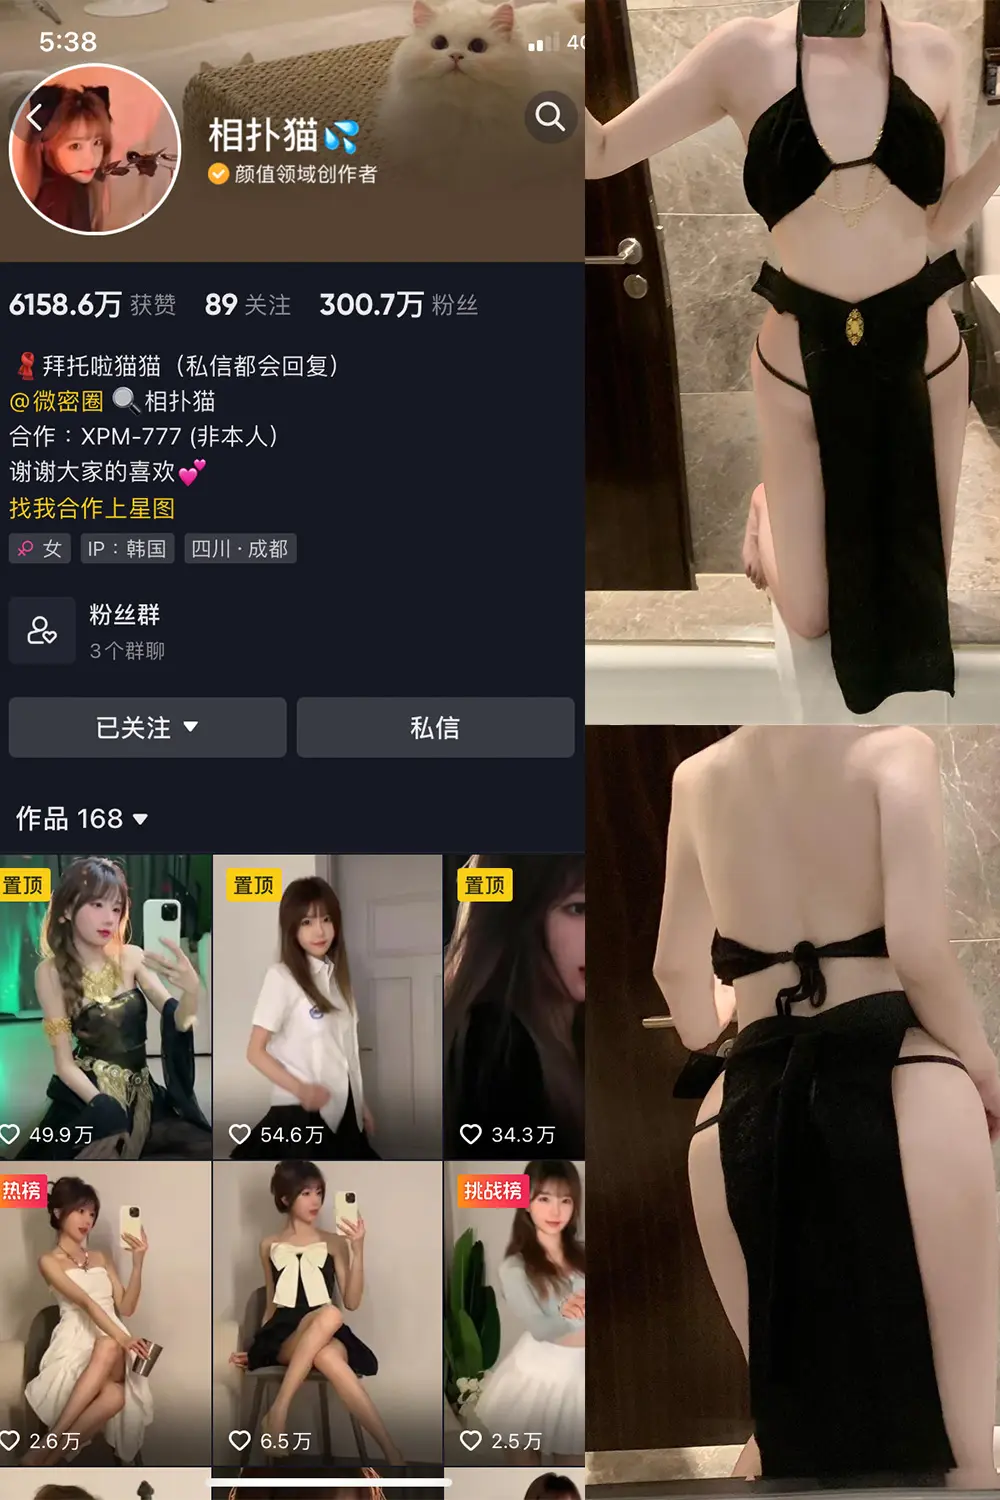 5:38
4G
相扑猫💦
颜值领域创作者
6158.6万 获赞 89 关注 300.7万 粉丝
🧣拜托啦猫猫（私信都会回复）
@微密圈 🔍相扑猫
合作：XPM-777 (非本人)
谢谢大家的喜欢💕
找我合作上星图
女 IP：韩国 四川·成都
粉丝群
3个群聊
已关注 私信
作品 168
置顶 置顶 置顶
49.9万 54.6万 34.3万
热榜 挑战榜
2.6万 6.5万 2.5万